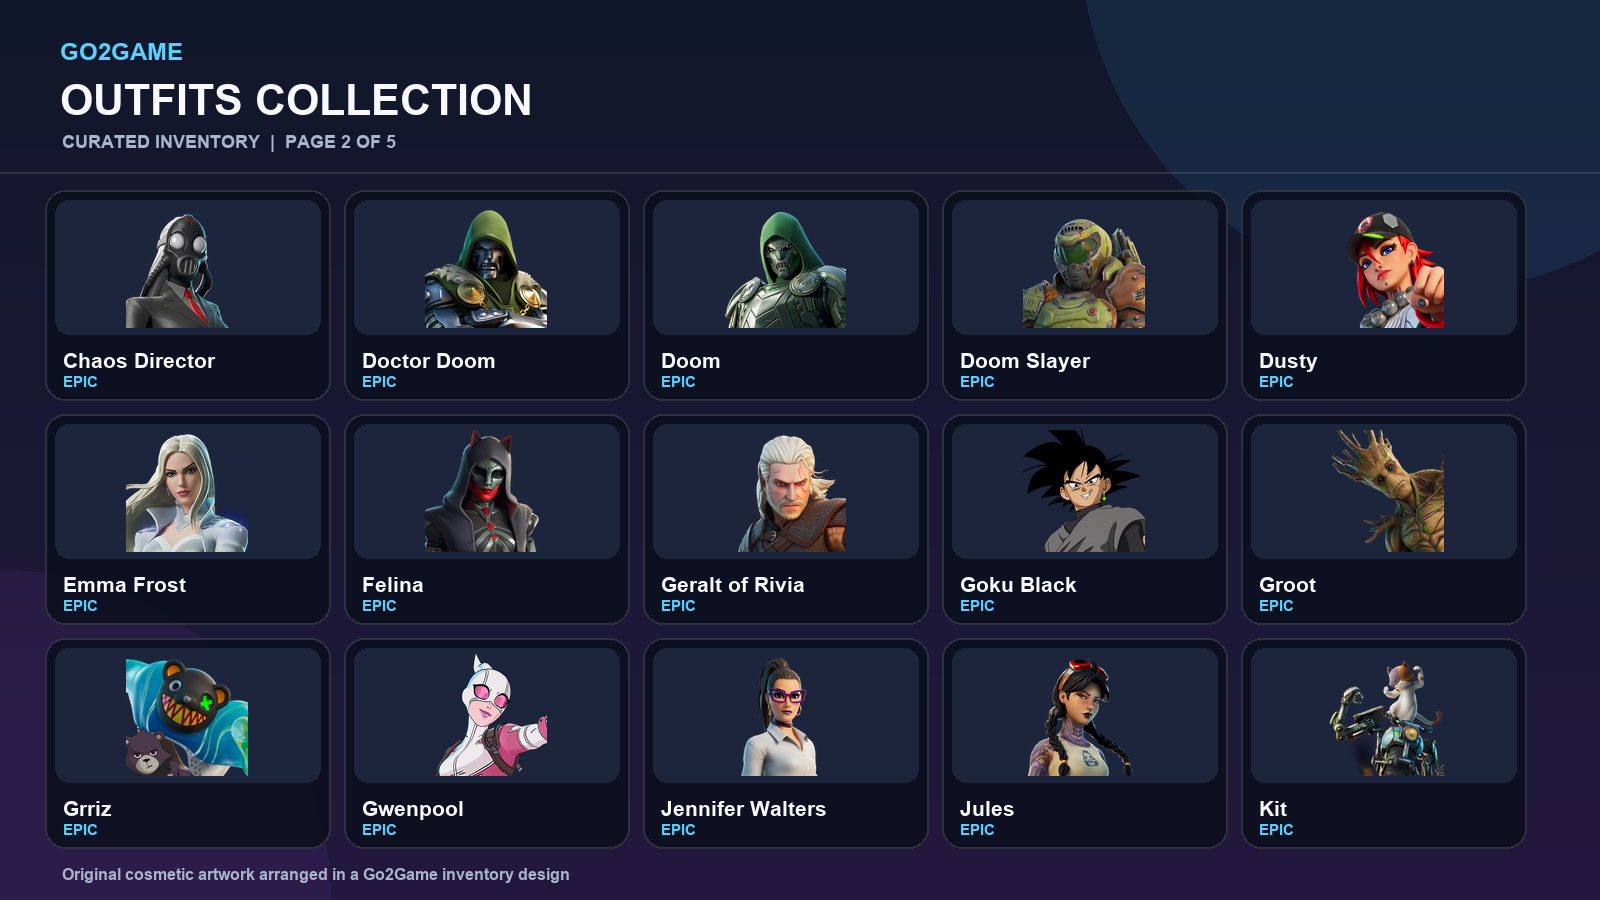 GO2GAME
OUTFITS COLLECTION
CURATED INVENTORY | PAGE 2 OF 5
Chaos Director
EPIC
Doctor Doom
EPIC
Doom
EPIC
Doom Slayer
EPIC
Dusty
EPIC
Emma Frost
EPIC
Felina
EPIC
Geralt of Rivia
EPIC
Goku Black
EPIC
Groot
EPIC
Grriz
EPIC
Gwenpool
EPIC
Jennifer Walters
EPIC
Jules
EPIC
Kit
EPIC
Original cosmetic artwork arranged in a Go2Game inventory design